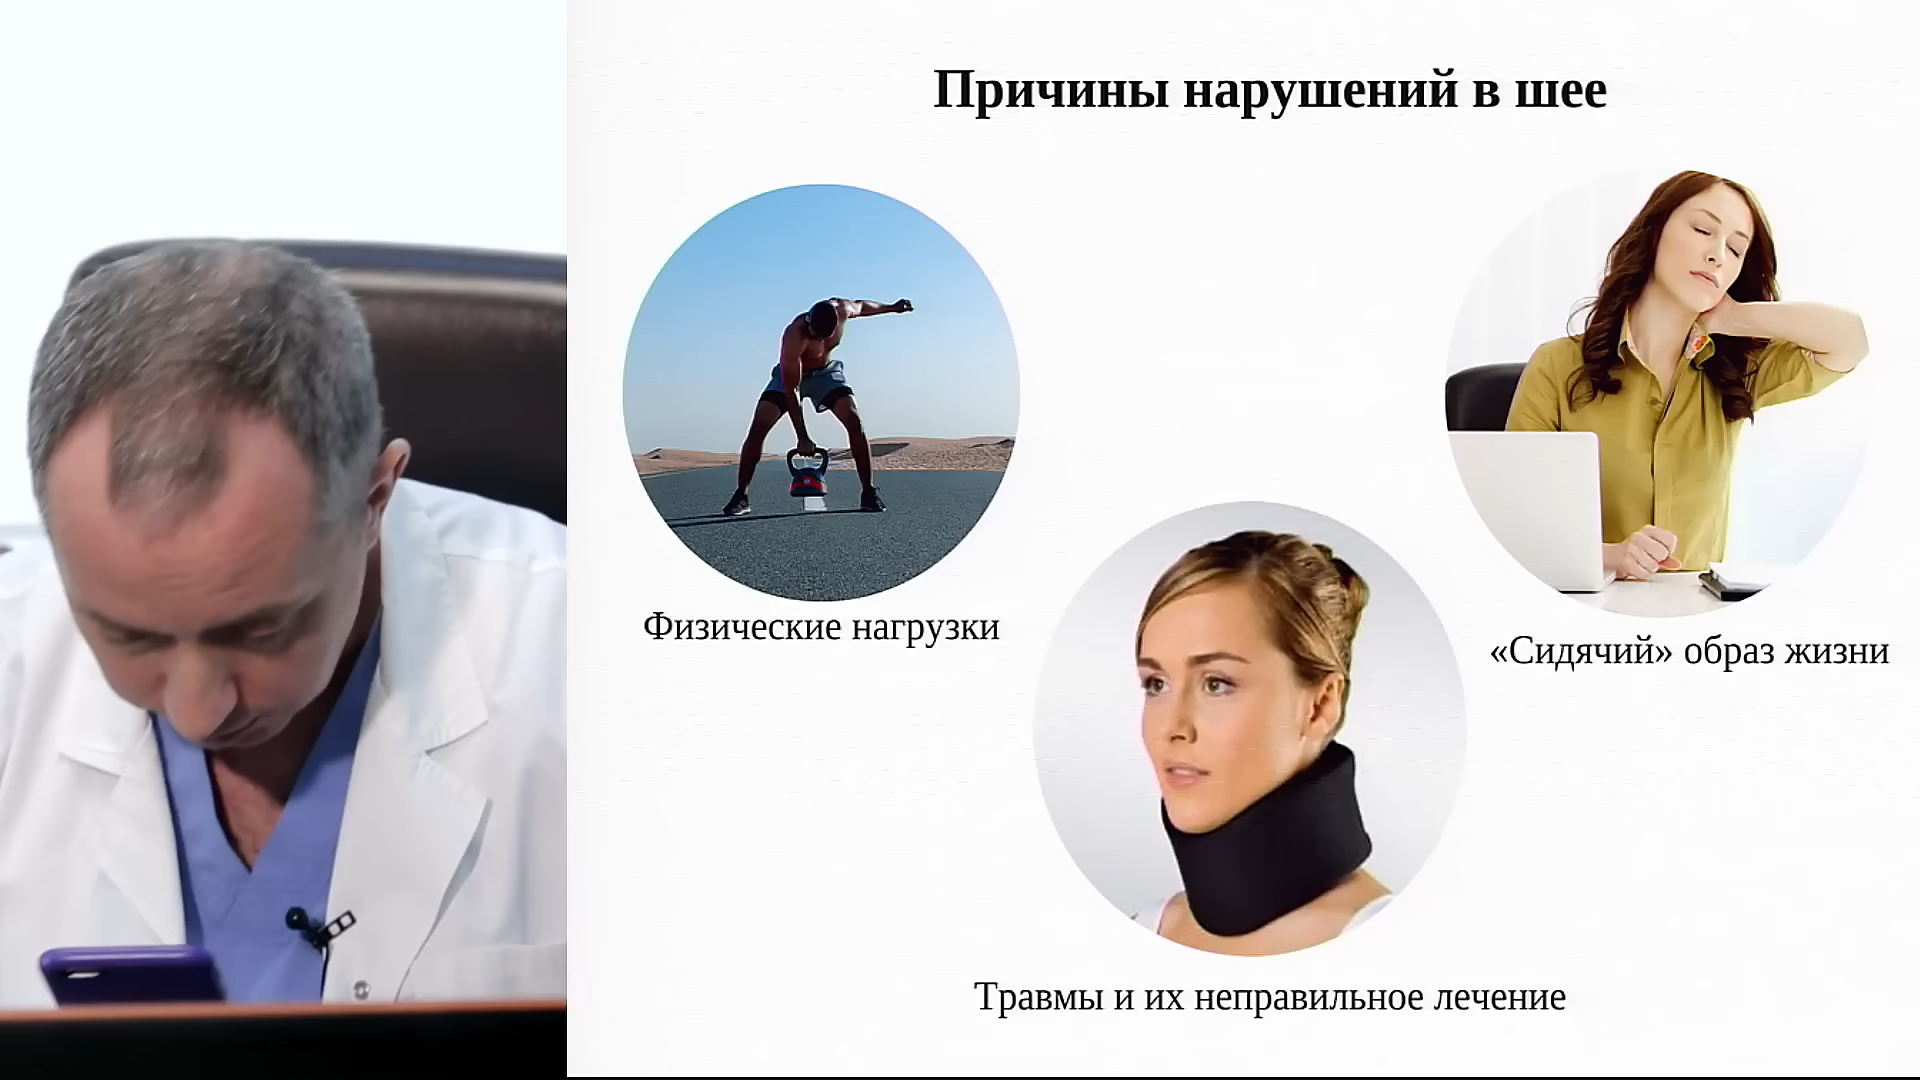 Причины нарушений в шее
Физические нагрузки
«Сидячий» образ жизни
Травмы и их неправильное лечение